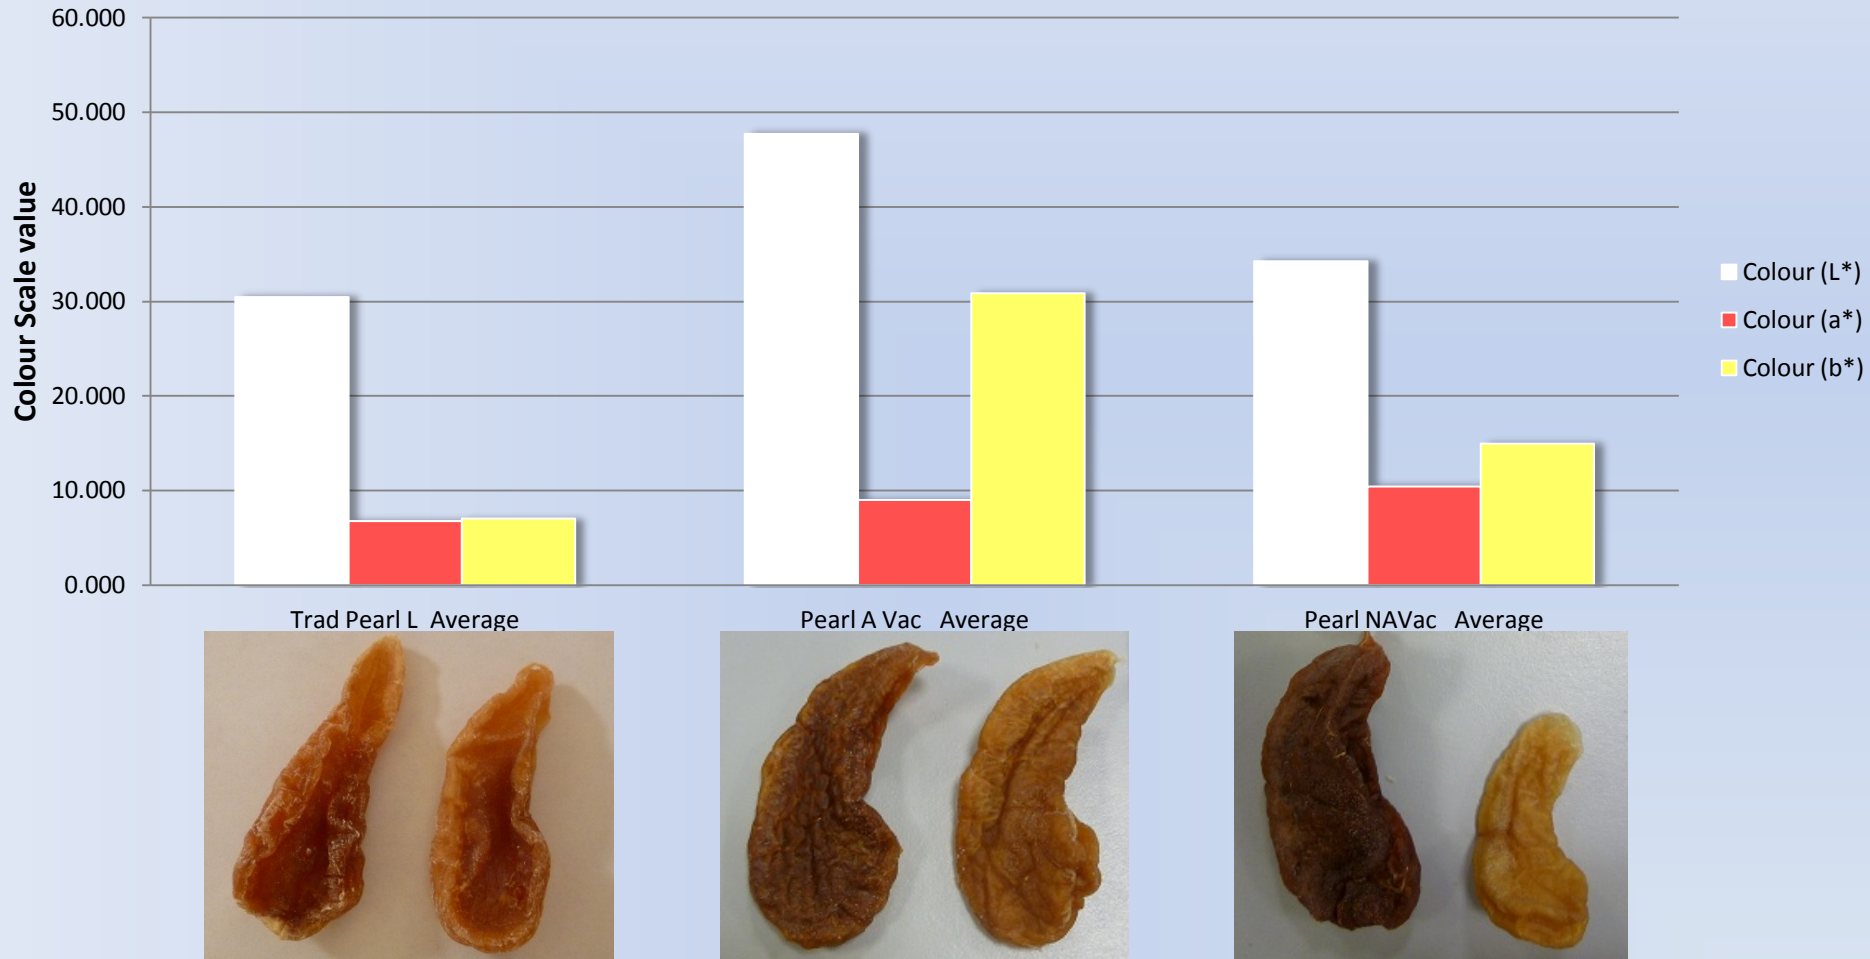 60.000
50.000
40.000
30.000
20.000
10.000
0.000
Colour Scale value
Trad Pearl L Average
Pearl A Vac Average
Pearl NAVac Average
Colour (L*)
Colour (a*)
Colour (b*)